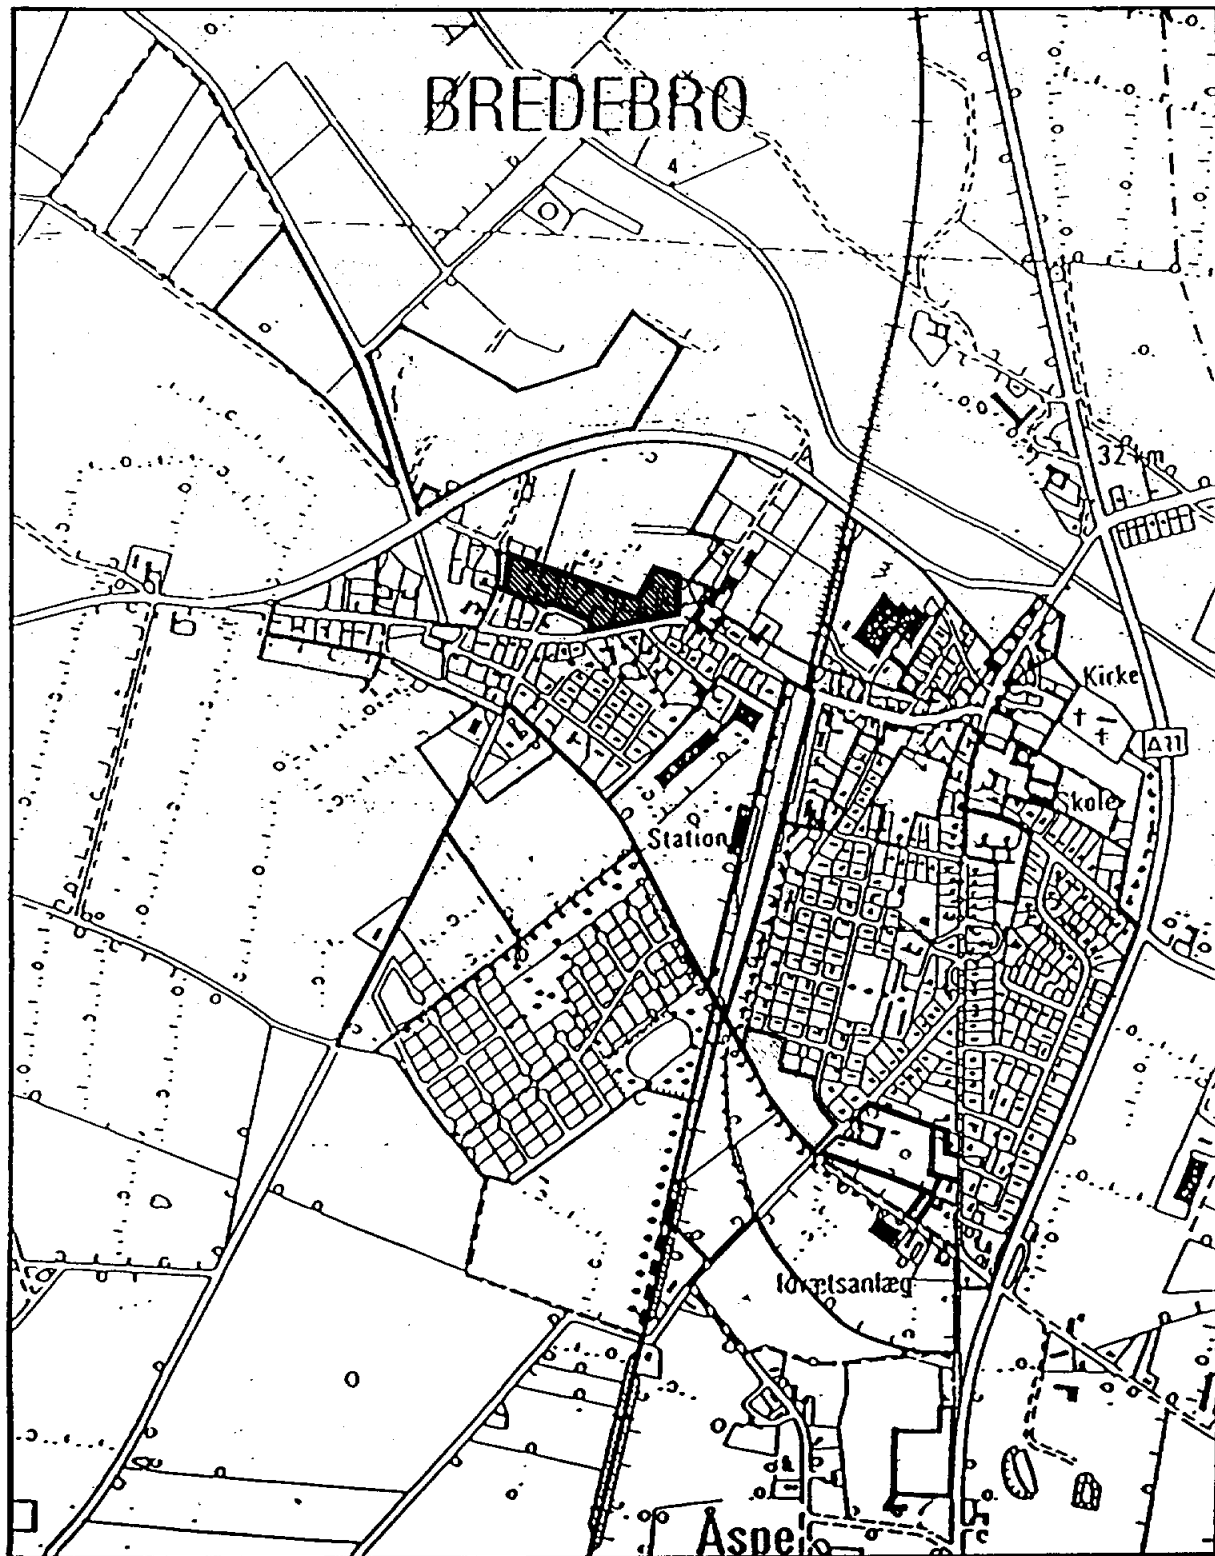 BREDEBRO
4
32 km
Kirke
A11
Skole
Station
Idrætsanlæg
Åspe